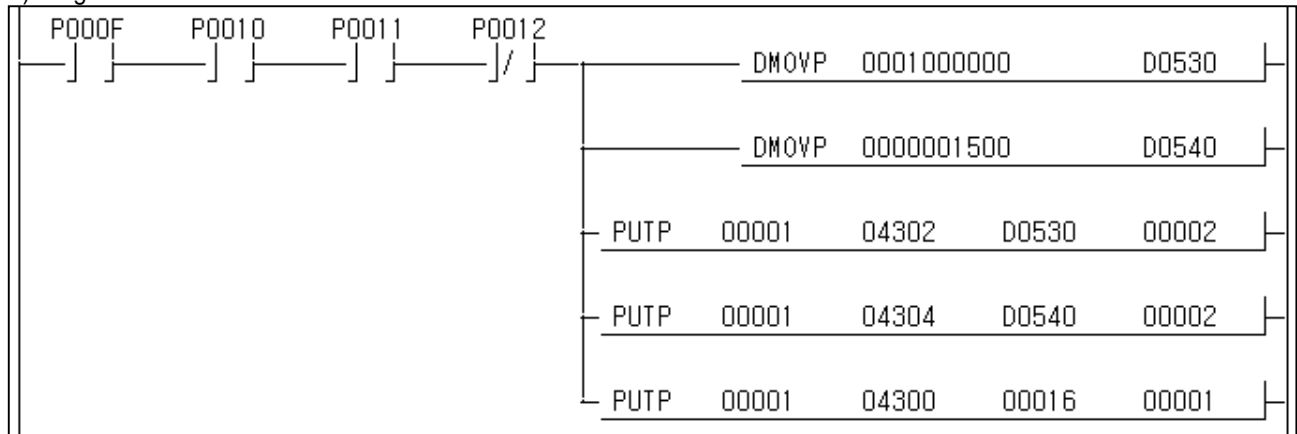 P000F P0010 P0011 P0012
DMOVP 0001000000 D0530
DMOVP 0000001500 D0540
PUTP 00001 04302 D0530 00002
PUTP 00001 04304 D0540 00002
PUTP 00001 04300 00016 00001